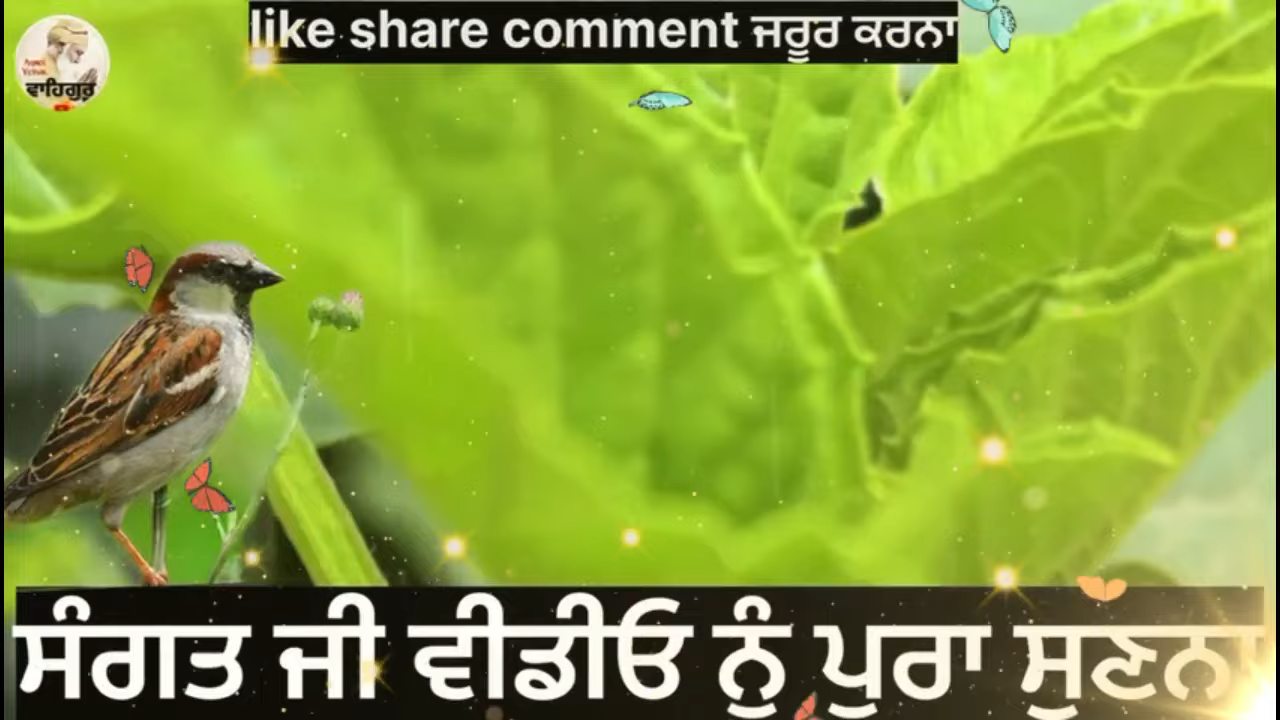 like share comment ਜਰੂਰ ਕਰਨਾ
ਵਾਹਿਗੁਰੂ
ਸੰਗਤ ਜੀ ਵੀਡੀਓ ਨੂੰ ਪੁਰਾ ਸੁਣਨਾ